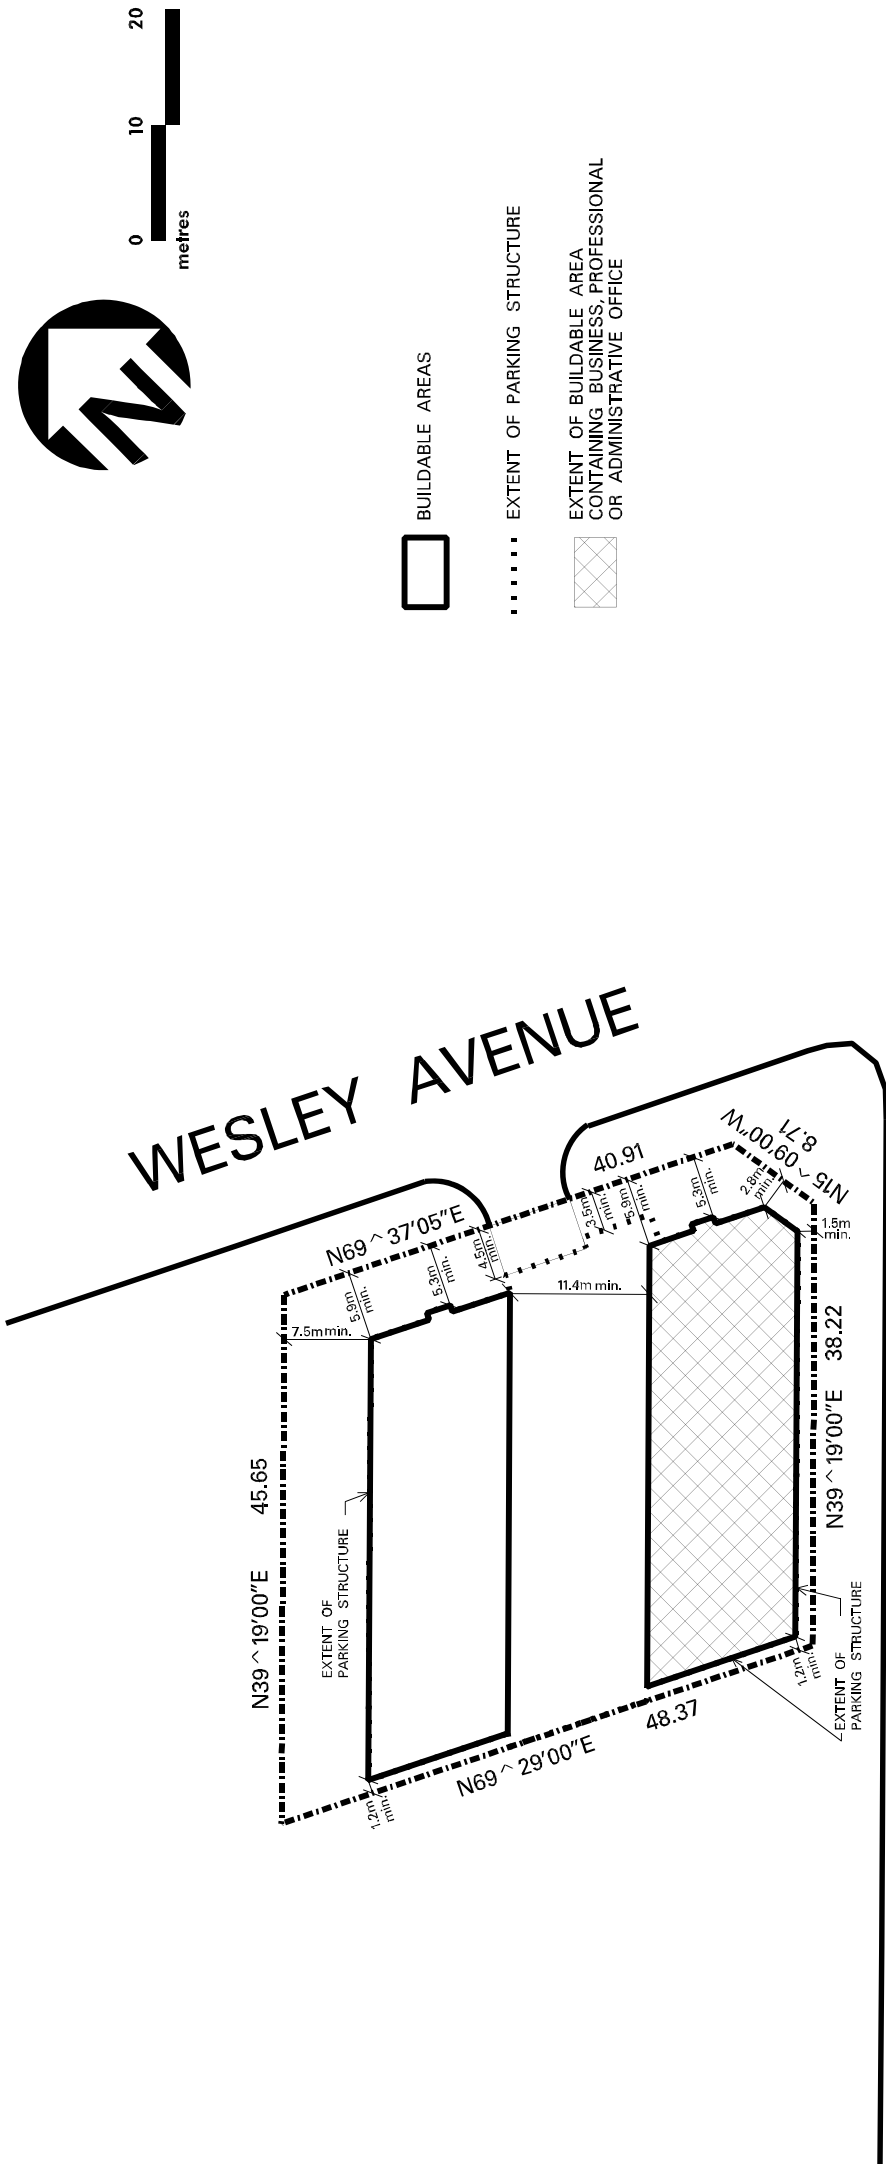 20
10
0
metres
N
BUILDABLE AREAS
EXTENT OF PARKING STRUCTURE
EXTENT OF BUILDABLE AREA
CONTAINING BUSINESS, PROFESSIONAL
OR ADMINISTRATIVE OFFICE
WESLEY AVENUE
N15^09'00"W
8.71
40.91
N69^37'05"E
2.8m
min.
5.3m
min.
5.9m
min.
3.5m
min.
4.5m
min.
5.3m
min.
5.9m
min.
1.5m
min.
11.4m min.
7.5m min.
N39^19'00"E 45.65
N39^19'00"E 38.22
EXTENT OF
PARKING STRUCTURE
EXTENT OF
PARKING STRUCTURE
1.2m
min.
48.37
N69^29'00"E
1.2m
min.